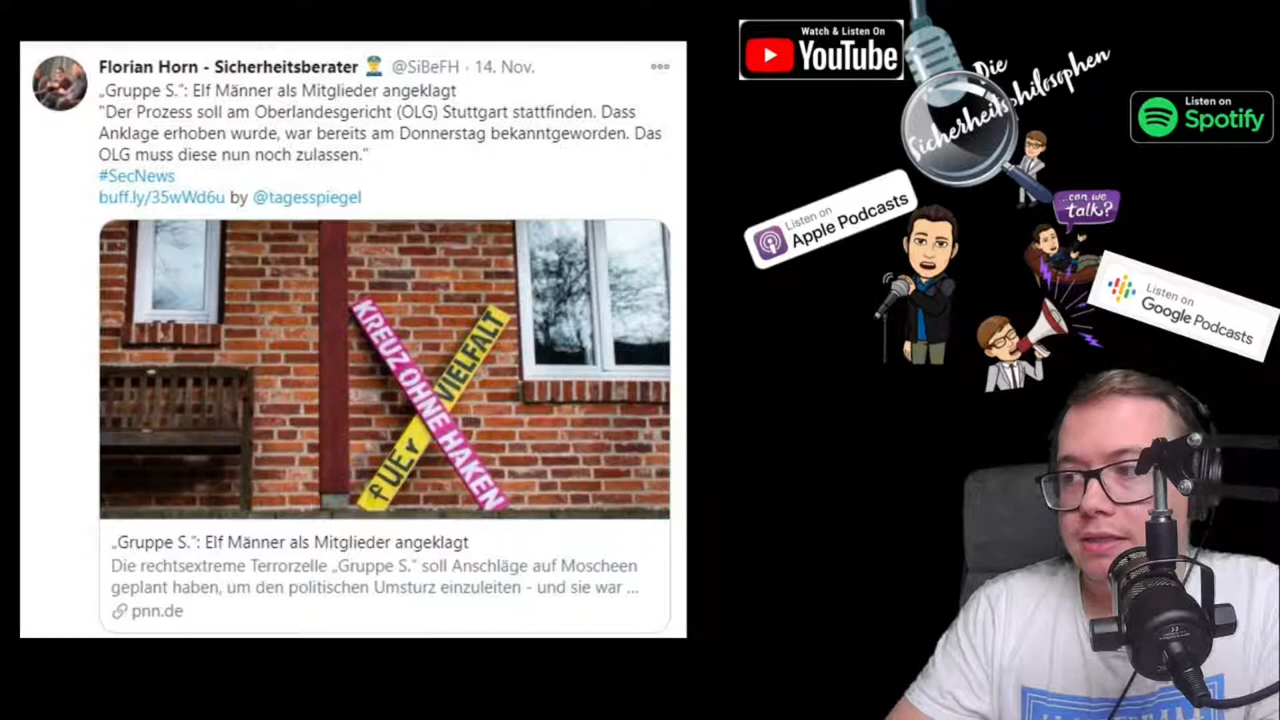 Florian Horn - Sicherheitsberater @SiBeFH · 14. Nov.
„Gruppe S.“: Elf Männer als Mitglieder angeklagt
"Der Prozess soll am Oberlandesgericht (OLG) Stuttgart stattfinden. Dass
Anklage erhoben wurde, war bereits am Donnerstag bekanntgeworden. Das
OLG muss diese nun noch zulassen.“
#SecNews
buff.ly/35wWd6u by @tagesspiegel
KREUZ OHNE HAKEN
FUER VIELFALT
„Gruppe S.“: Elf Männer als Mitglieder angeklagt
Die rechtsextreme Terrorzelle „Gruppe S.“ soll Anschläge auf Moscheen
geplant haben, um den politischen Umsturz einzuleiten - und sie war ...
pnn.de
Watch & Listen On
YouTube
Die
Sicherheitsphilosophen
Listen on
Spotify
Listen on
Apple Podcasts
...can we
talk?
Listen on
Google Podcasts